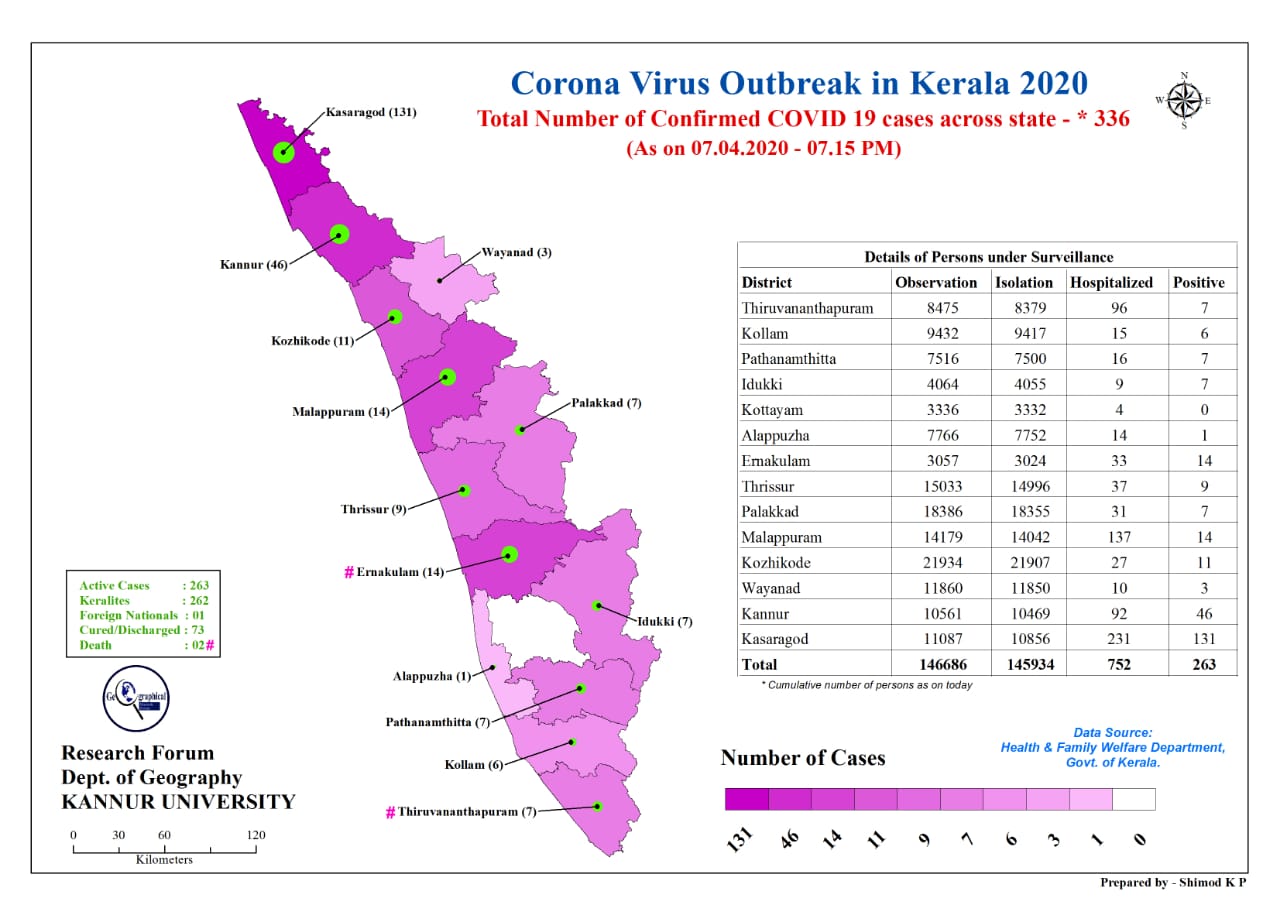 Corona Virus Outbreak in Kerala 2020
Total Number of Confirmed COVID 19 cases across state - * 336
(As on 07.04.2020 - 07.15 PM)
N
W E
S
Kasaragod (131)
Kannur (46)
Wayanad (3)
Kozhikode (11)
Malappuram (14)
Palakkad (7)
Thrissur (9)
# Ernakulam (14)
Idukki (7)
Alappuzha (1)
Pathanamthitta (7)
Kollam (6)
# Thiruvananthapuram (7)
Details of Persons under Surveillance
District Observation Isolation Hospitalized Positive
Thiruvananthapuram 8475 8379 96 7
Kollam 9432 9417 15 6
Pathanamthitta 7516 7500 16 7
Idukki 4064 4055 9 7
Kottayam 3336 3332 4 0
Alappuzha 7766 7752 14 1
Ernakulam 3057 3024 33 14
Thrissur 15033 14996 37 9
Palakkad 18386 18355 31 7
Malappuram 14179 14042 137 14
Kozhikode 21934 21907 27 11
Wayanad 11860 11850 10 3
Kannur 10561 10469 92 46
Kasaragod 11087 10856 231 131
Total 146686 145934 752 263
* Cumulative number of persons as on today
Active Cases : 263
Keralites : 262
Foreign Nationals : 01
Cured/Discharged : 73
Death : 02#
Geographical
Research Forum
Dept. of Geography
KANNUR UNIVERSITY
0 30 60 120
Kilometers
Data Source:
Health & Family Welfare Department,
Govt. of Kerala.
Number of Cases
131 46 14 11 9 7 6 3 1 0
Prepared by - Shimod K P